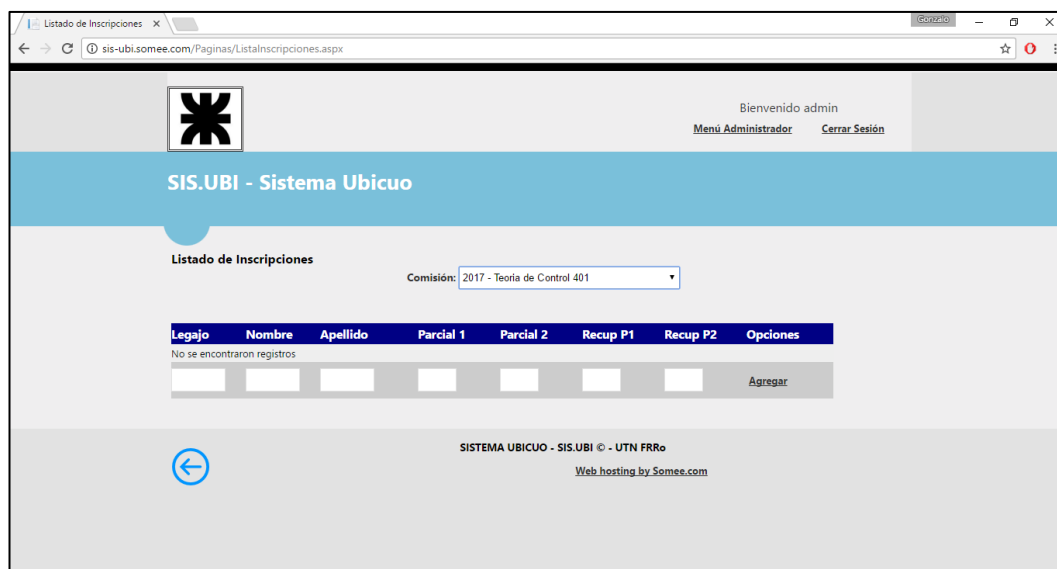 Listado de Inscripciones
Gonzalo
sis-ubi.somee.com/Paginas/ListaInscripciones.aspx
Bienvenido admin
Menú Administrador Cerrar Sesión
SIS.UBI - Sistema Ubicuo
Listado de Inscripciones
Comisión: 2017 - Teoria de Control 401
Legajo Nombre Apellido Parcial 1 Parcial 2 Recup P1 Recup P2 Opciones
No se encontraron registros
Agregar
SISTEMA UBICUO - SIS.UBI © - UTN FRRo
Web hosting by Somee.com